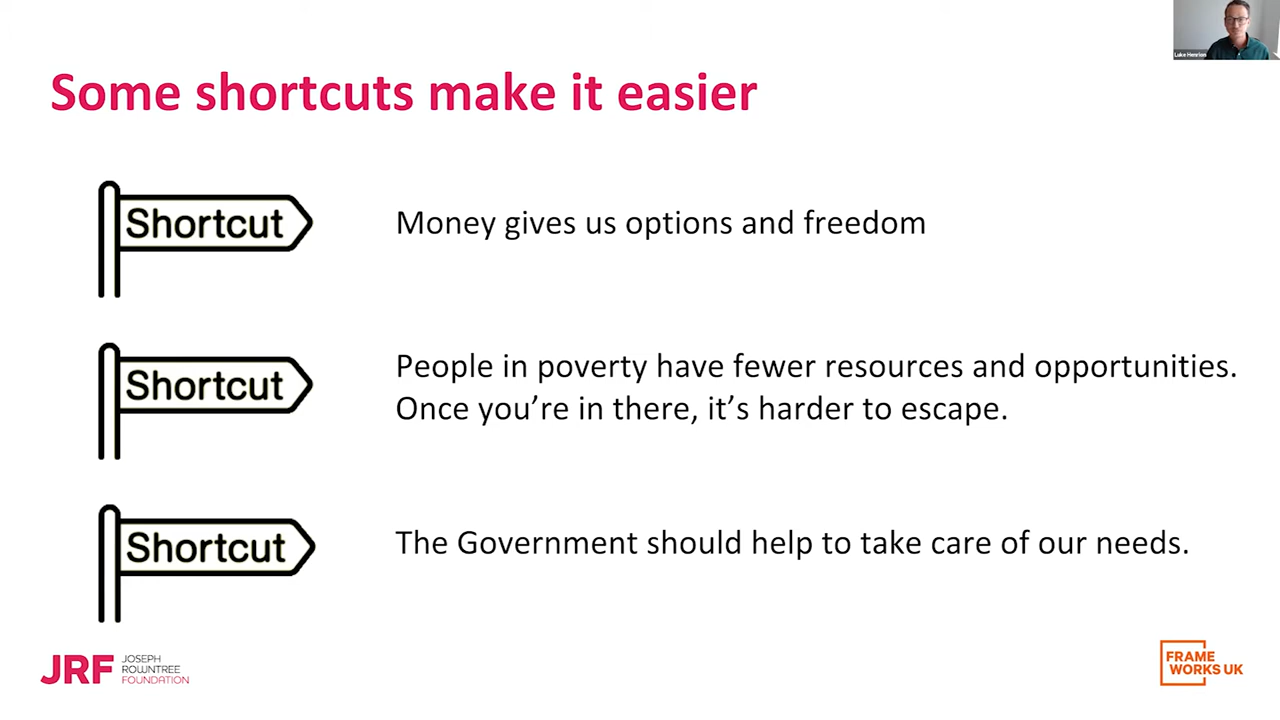 Luke Henrion
Some shortcuts make it easier
Shortcut
Money gives us options and freedom
Shortcut
People in poverty have fewer resources and opportunities.
Once you’re in there, it’s harder to escape.
Shortcut
The Government should help to take care of our needs.
JRF
JOSEPH
ROWNTREE
FOUNDATION
FRAME
WORKS UK